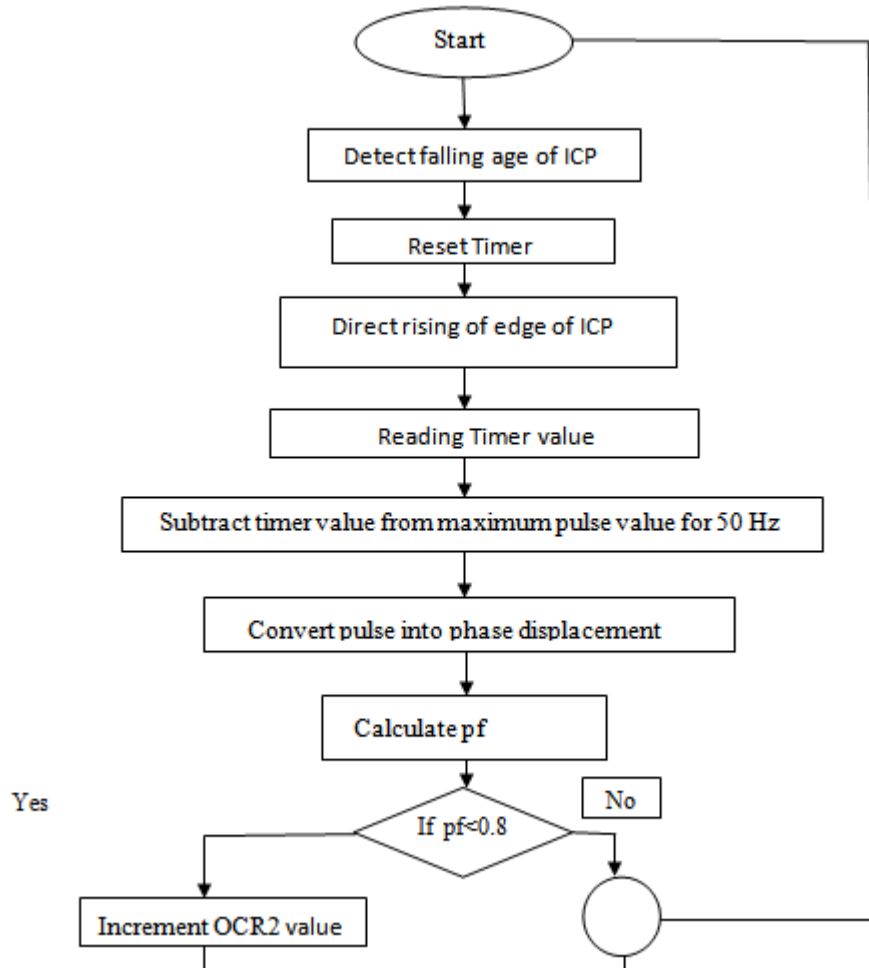 Start
Detect falling age of ICP
Reset Timer
Direct rising of edge of ICP
Reading Timer value
Subtract timer value from maximum pulse value for 50 Hz
Convert pulse into phase displacement
Calculate pf
Yes
No
If pf<0.8
Increment OCR2 value